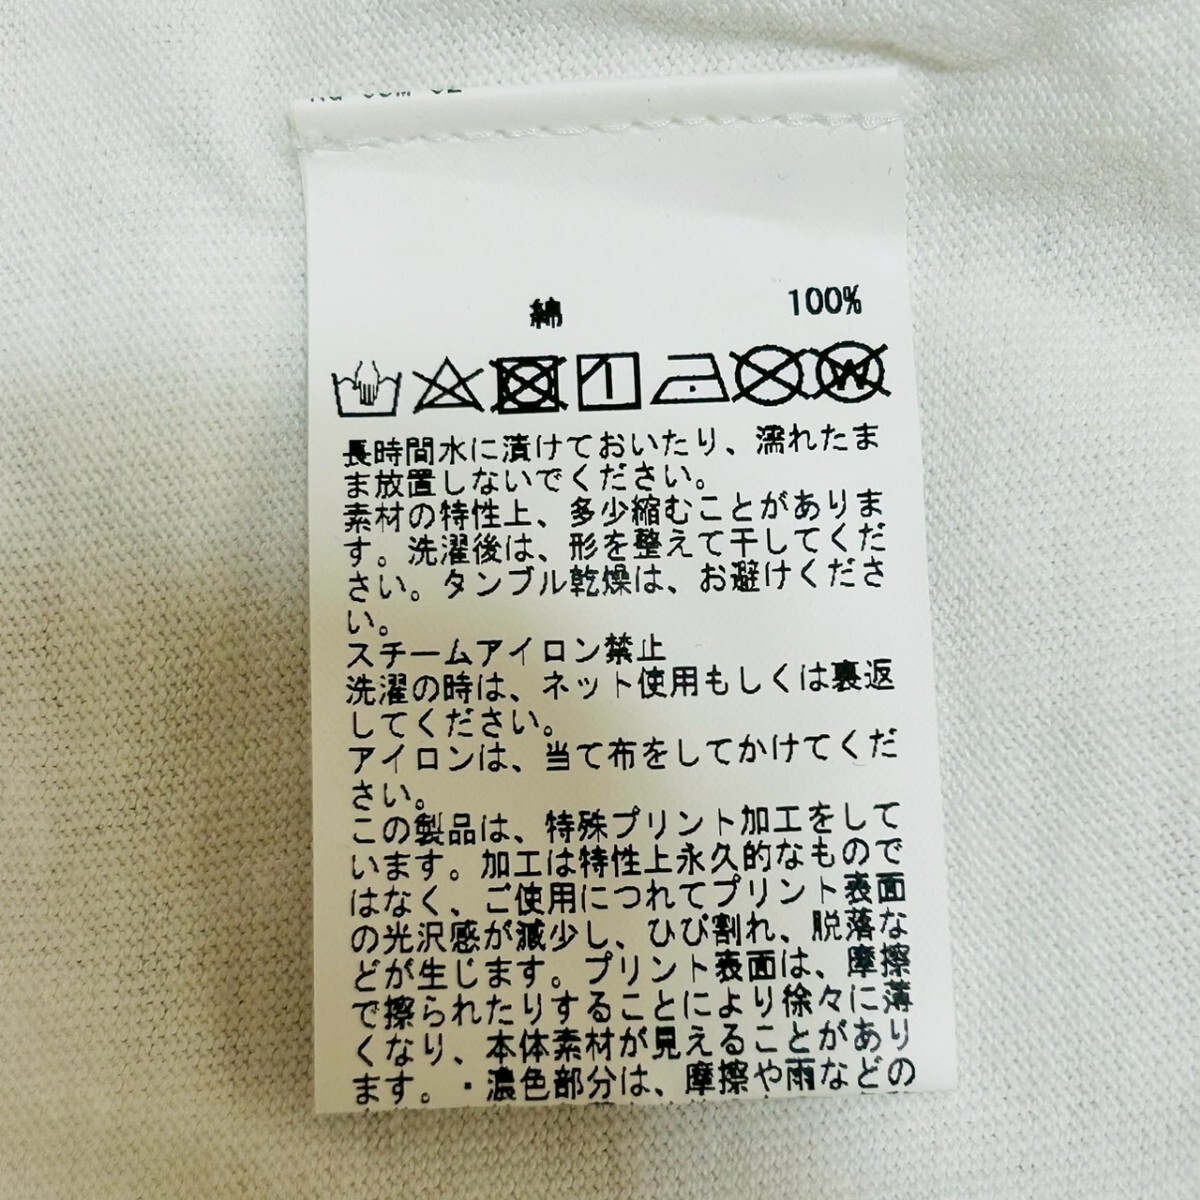 綿 100%
長時間水に漬けておいたり、濡れたま
ま放置しないでください。
素材の特性上、多少縮むことがありま
す。洗濯後は、形を整えて干してくだ
さい。タンブル乾燥は、お避けくださ
い。
スチームアイロン禁止
洗濯の時は、ネット使用もしくは裏返
してください。
アイロンは、当て布をしてかけてくだ
さい。
この製品は、特殊プリント加工をして
います。加工は特性上永久的なもので
はなく、ご使用につれてプリント表面
の光沢感が減少し、ひび割れ、脱落な
どが生じます。プリント表面は、摩擦
で擦られたりすることにより徐々に薄
くなり、本体素材が見えることがあり
ます。・濃色部分は、摩擦や雨などの